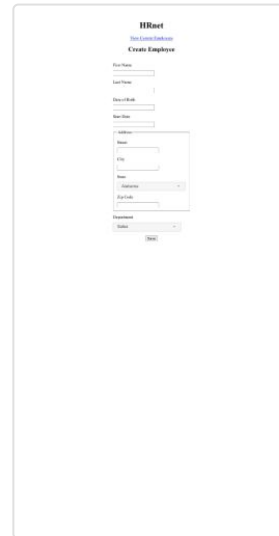 HRnet
View Current Employees
Create Employee
First Name
Last Name
Date of Birth
Start Date
Address
Street
City
State
Alabama
Zip Code
Department
Sales
Save